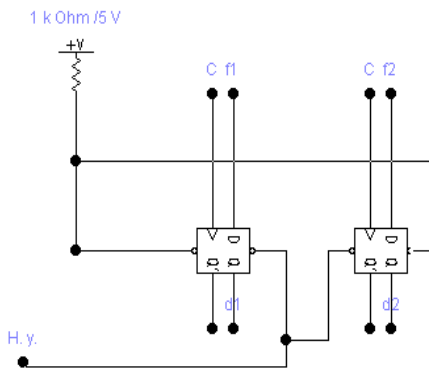 1 k Ohm /5 V
+V
C f1
C f2
D
D
Q Q
Q Q
d1
d2
H. y.